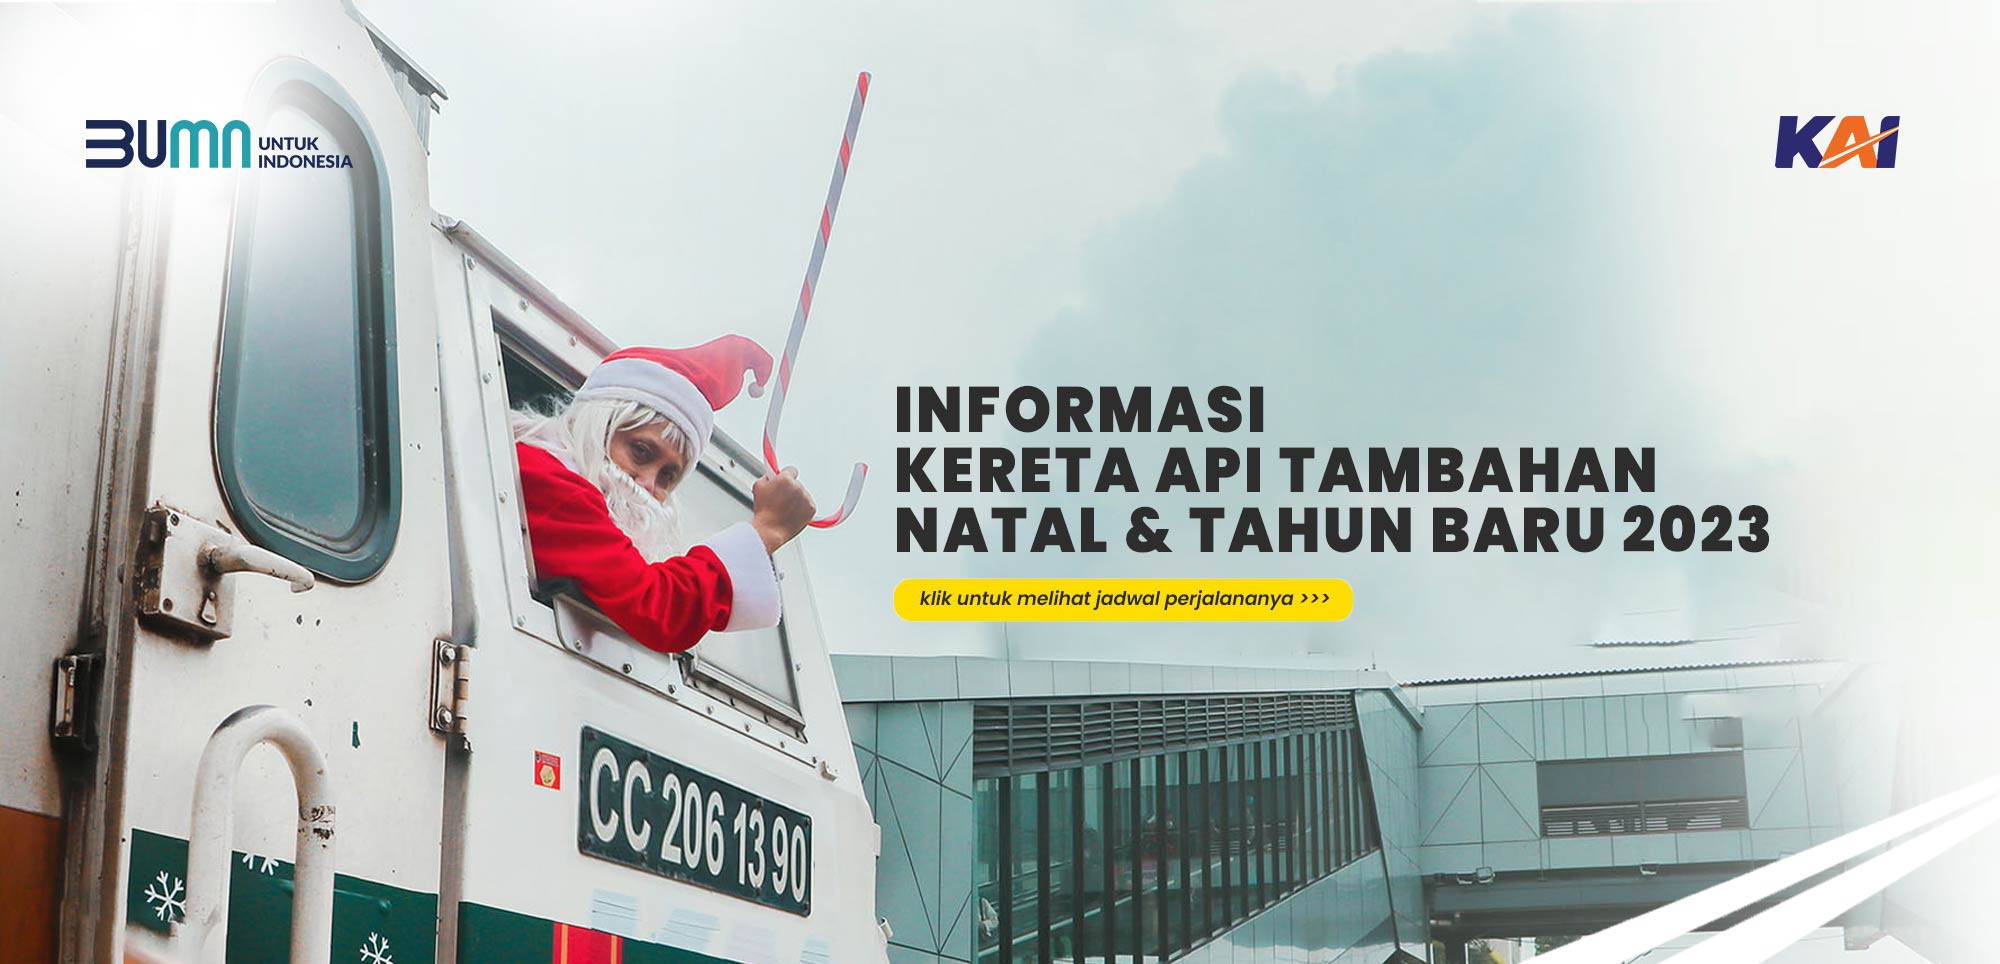 BUMN UNTUK
INDONESIA
KAI
INFORMASI
KERETA API TAMBAHAN
NATAL & TAHUN BARU 2023
klik untuk melihat jadwal perjalananya >>>
CC 206 13 90